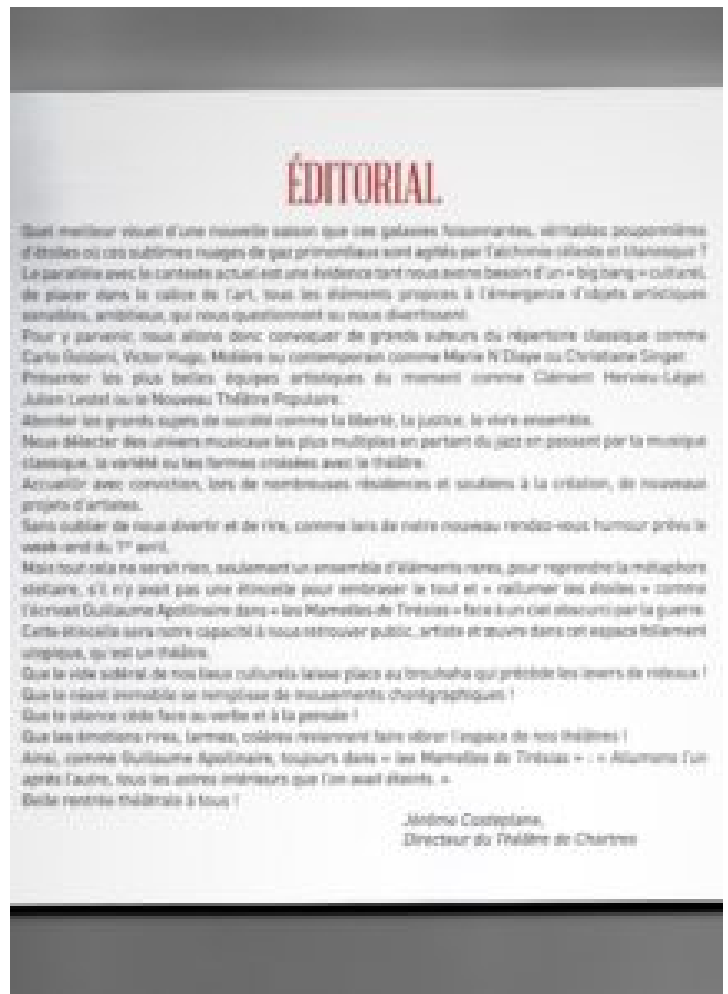 ÉDITORIAL
Quel meilleur visuel d'une nouvelle saison que ces galaxies foisonnantes, véritables pouponnières
d'étoiles où ces sublimes nuages de gaz primordiaux sont agités par l'alchimie céleste et titanesque ?
Le parallèle avec le contexte actuel est une évidence tant nous avons besoin d'un « big bang » culturel,
de placer dans le calice de l'art, tous les éléments propices à l'émergence d'objets artistiques
sensibles, ambitieux, qui nous questionnent ou nous divertissent.
Pour y parvenir, nous allons donc convoquer de grands auteurs du répertoire classique comme
Carlo Goldoni, Victor Hugo, Molière ou contemporain comme Marie N'Diaye ou Christiane Singer.
Présenter les plus belles équipes artistiques du moment comme Clément Hervieu-Léger,
Julien Lestel ou le Nouveau Théâtre Populaire.
Aborder les grands sujets de société comme la liberté, la justice, le vivre ensemble.
Nous délecter des univers musicaux les plus multiples en partant du jazz en passant par la musique
classique, la variété ou les formes croisées avec le théâtre.
Accueillir avec conviction, lors de nombreuses résidences et soutiens à la création, de nouveaux
projets d'artistes.
Sans oublier de nous divertir et de rire, comme lors de notre nouveau rendez-vous humour prévu le
week-end du 1er avril.
Mais tout cela ne serait rien, seulement un ensemble d'éléments rares, pour reprendre la métaphore
stellaire, s'il n'y avait pas une étincelle pour embraser le tout et « rallumer les étoiles » comme
l'écrivait Guillaume Apollinaire dans « les Mamelles de Tirésias » face à un ciel obscurci par la guerre.
Cette étincelle sera notre capacité à nous retrouver public, artiste et œuvre dans cet espace follement
utopique, qu'est un théâtre.
Que le vide sidéral de nos lieux culturels laisse place au brouhaha qui précède les levers de rideaux !
Que le néant immobile se remplisse de mouvements chorégraphiques !
Que le silence cède face au verbe et à la pensée !
Que les émotions rires, larmes, colères reviennent faire vibrer l'espace de nos théâtres !
Ainsi, comme Guillaume Apollinaire, toujours dans « les Mamelles de Tirésias » : « Allumons l'un
après l'autre, tous les astres intérieurs que l'on avait éteints. »
Belle rentrée théâtrale à tous !
Jérôme Costeplane,
Directeur du Théâtre de Chartres